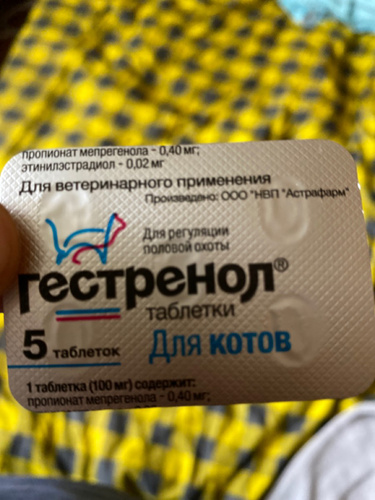 пропионат мепрегенола - 0,40 мг;
этинилэстрадиол - 0,02 мг
Для ветеринарного применения
Произведено: ООО "НВП "Астрафарм"
Для регуляции
половой охоты
гестренол®
таблетки
5 таблеток
Для котов
1 таблетка (100 мг) содержит:
пропионат мепрегенола - 0,40 мг;